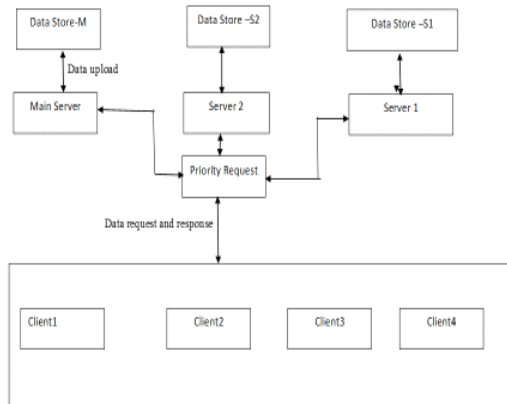 Data Store-M
Data Store –S2
Data Store –S1
Data upload
Main Server
Server 2
Server 1
Priority Request
Data request and response
Client1
Client2
Client3
Client4